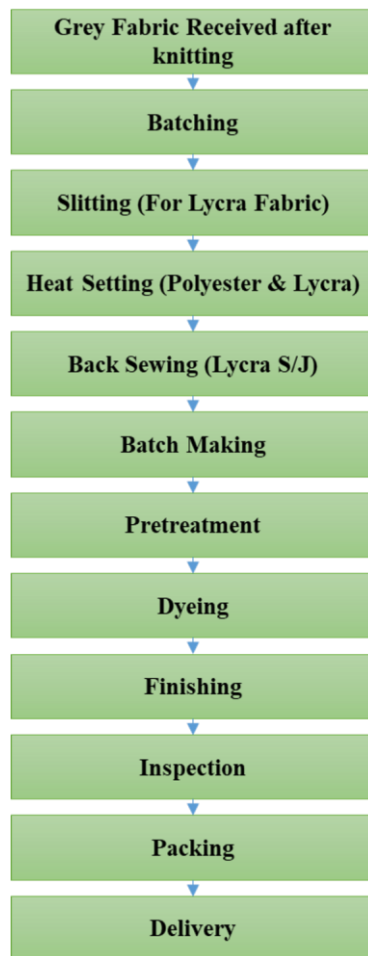 Grey Fabric Received after
knitting
Batching
Slitting (For Lycra Fabric)
Heat Setting (Polyester & Lycra)
Back Sewing (Lycra S/J)
Batch Making
Pretreatment
Dyeing
Finishing
Inspection
Packing
Delivery